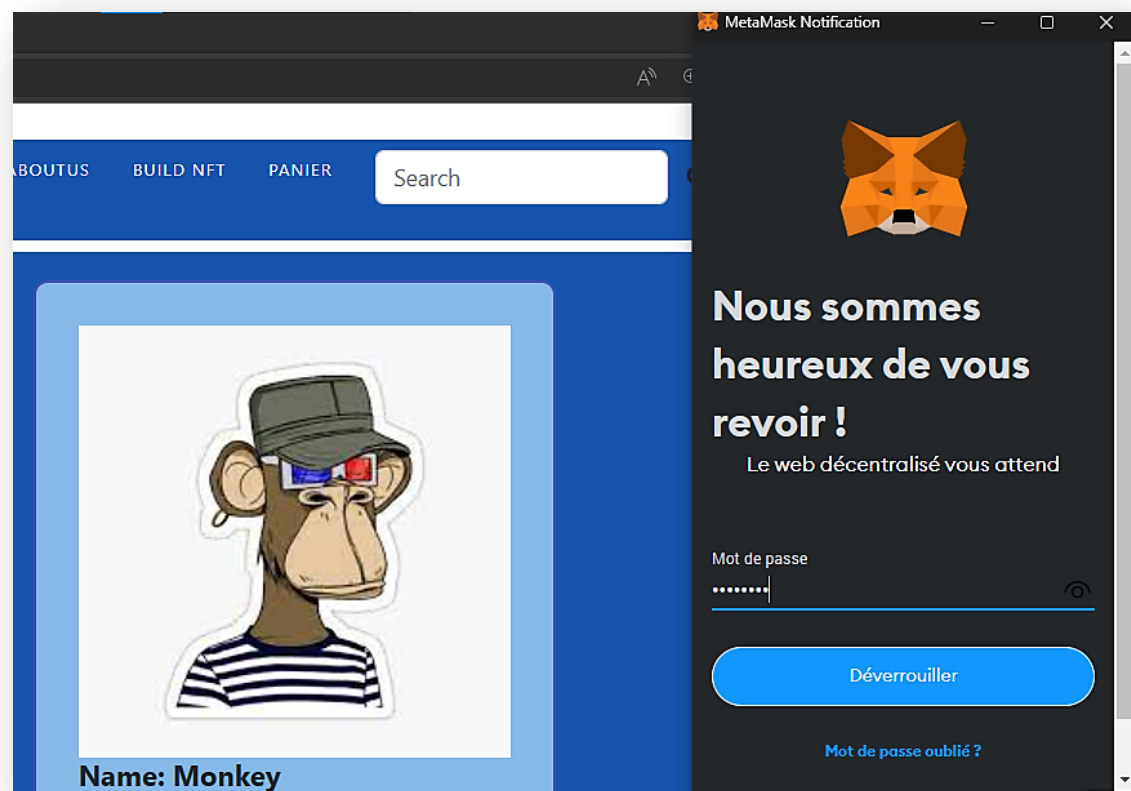 MetaMask Notification
ABOUTUS BUILD NFT PANIER Search
Name: Monkey
Nous sommes
heureux de vous
revoir !
Le web décentralisé vous attend
Mot de passe
••••••••
Déverrouiller
Mot de passe oublié ?